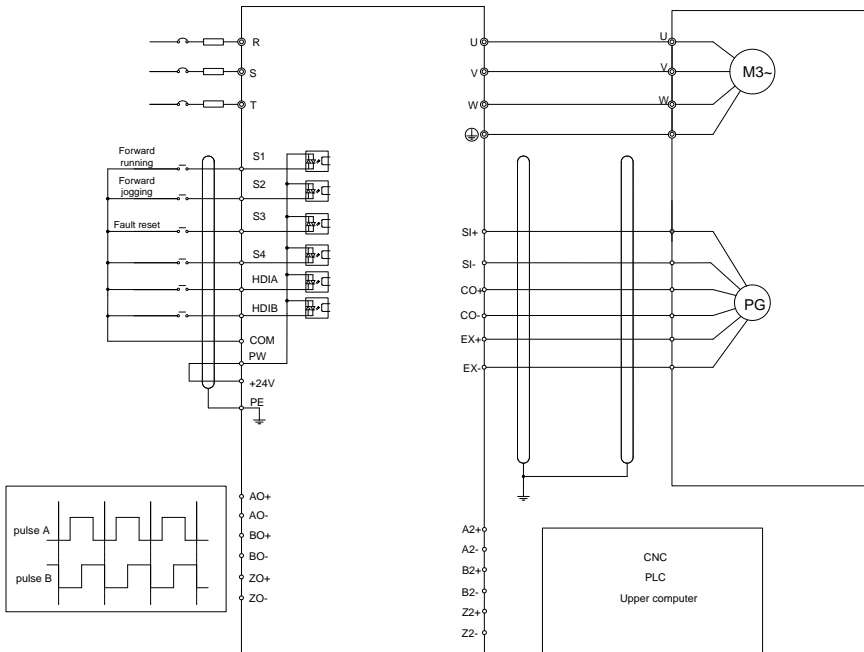 R
S
T
U
V
W
U
V
W
M3~
Forward
running
Forward
jogging
Fault reset
S1
S2
S3
S4
HDIA
HDIB
COM
PW
+24V
PE
SI+
SI-
CO+
CO-
EX+
EX-
PG
pulse A
pulse B
AO+
AO-
BO+
BO-
ZO+
ZO-
A2+
A2-
B2+
B2-
Z2+
Z2-
CNC
PLC
Upper computer